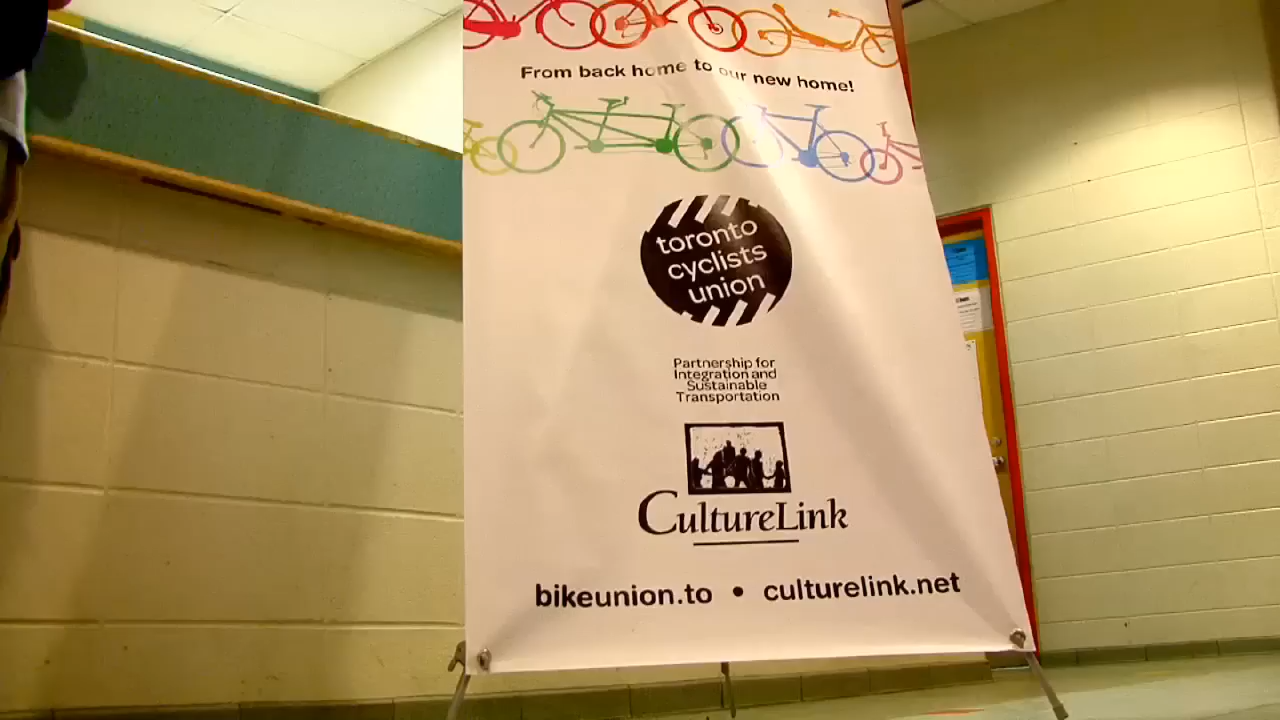 From back home to our new home!
toronto
cyclists
union
Partnership for
Integration and
Sustainable
Transportation
CultureLink
bikeunion.to • culturelink.net